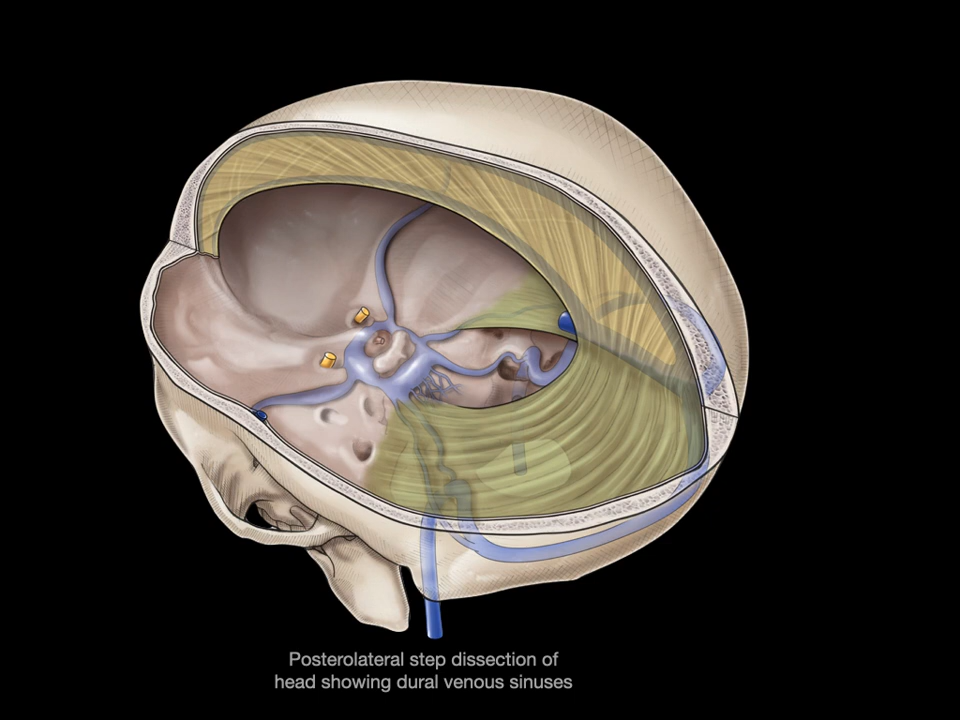 Posterolateral step dissection of
head showing dural venous sinuses